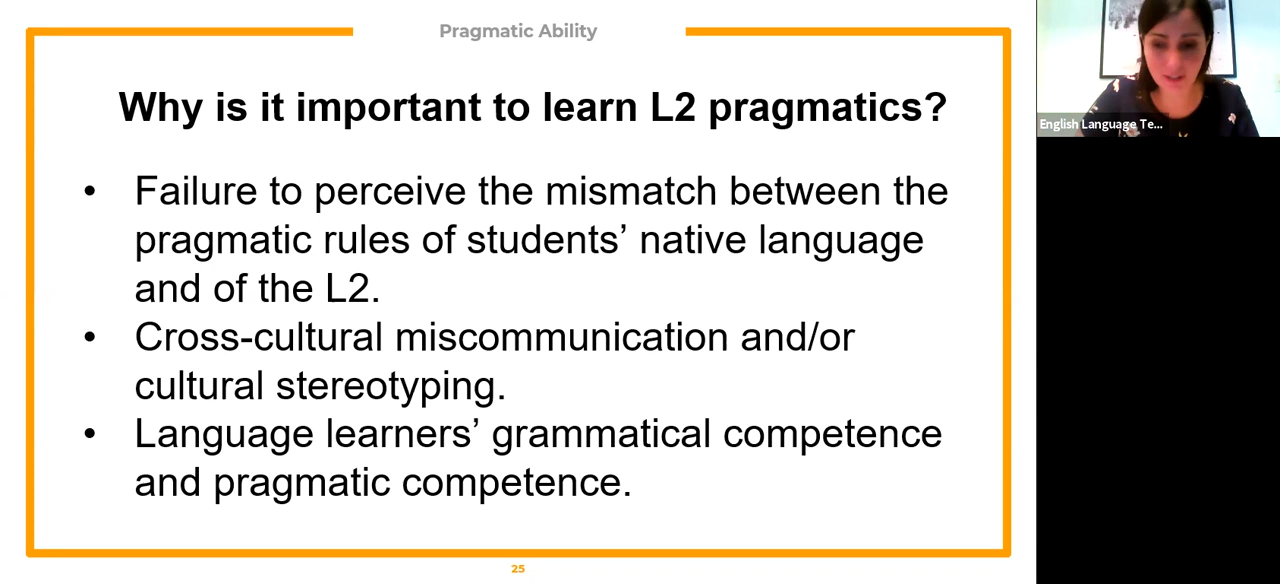 Pragmatic Ability
Why is it important to learn L2 pragmatics?
• Failure to perceive the mismatch between the
pragmatic rules of students’ native language
and of the L2.
• Cross-cultural miscommunication and/or
cultural stereotyping.
• Language learners’ grammatical competence
and pragmatic competence.
25
English Language Te...